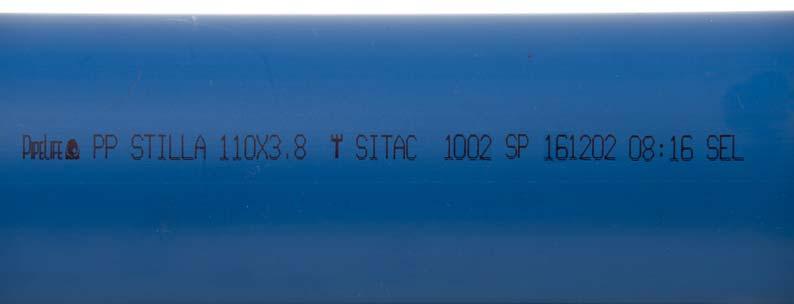 PIPELIFE PP STILLA 110X3.8 SITAC 1002 SP 161202 08:16 SEL